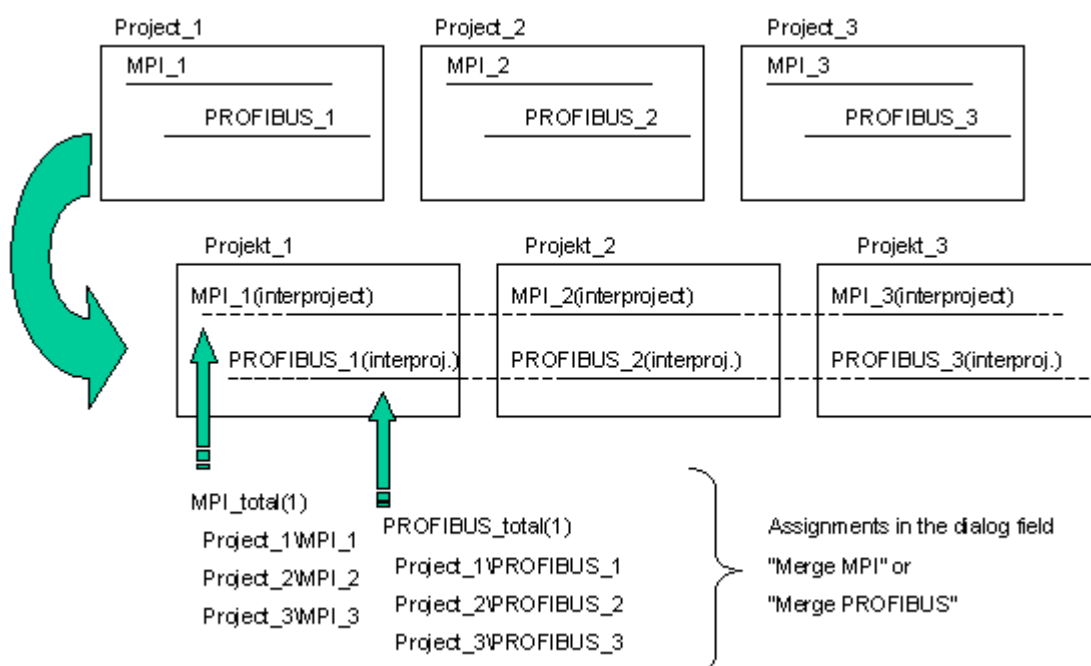 Project_1
Project_2
Project_3
MPI_1
MPI_2
MPI_3
PROFIBUS_1
PROFIBUS_2
PROFIBUS_3
Projekt_1
Projekt_2
Projekt_3
MPI_1(interproject)
MPI_2(interproject)
MPI_3(interproject)
PROFIBUS_1(interproj.)
PROFIBUS_2(interproj.)
PROFIBUS_3(interproj.)
MPI_total(1)
Project_1\MPI_1
Project_2\MPI_2
Project_3\MPI_3
PROFIBUS_total(1)
Project_1\PROFIBUS_1
Project_2\PROFIBUS_2
Project_3\PROFIBUS_3
Assignments in the dialog field
"Merge MPI" or
"Merge PROFIBUS"